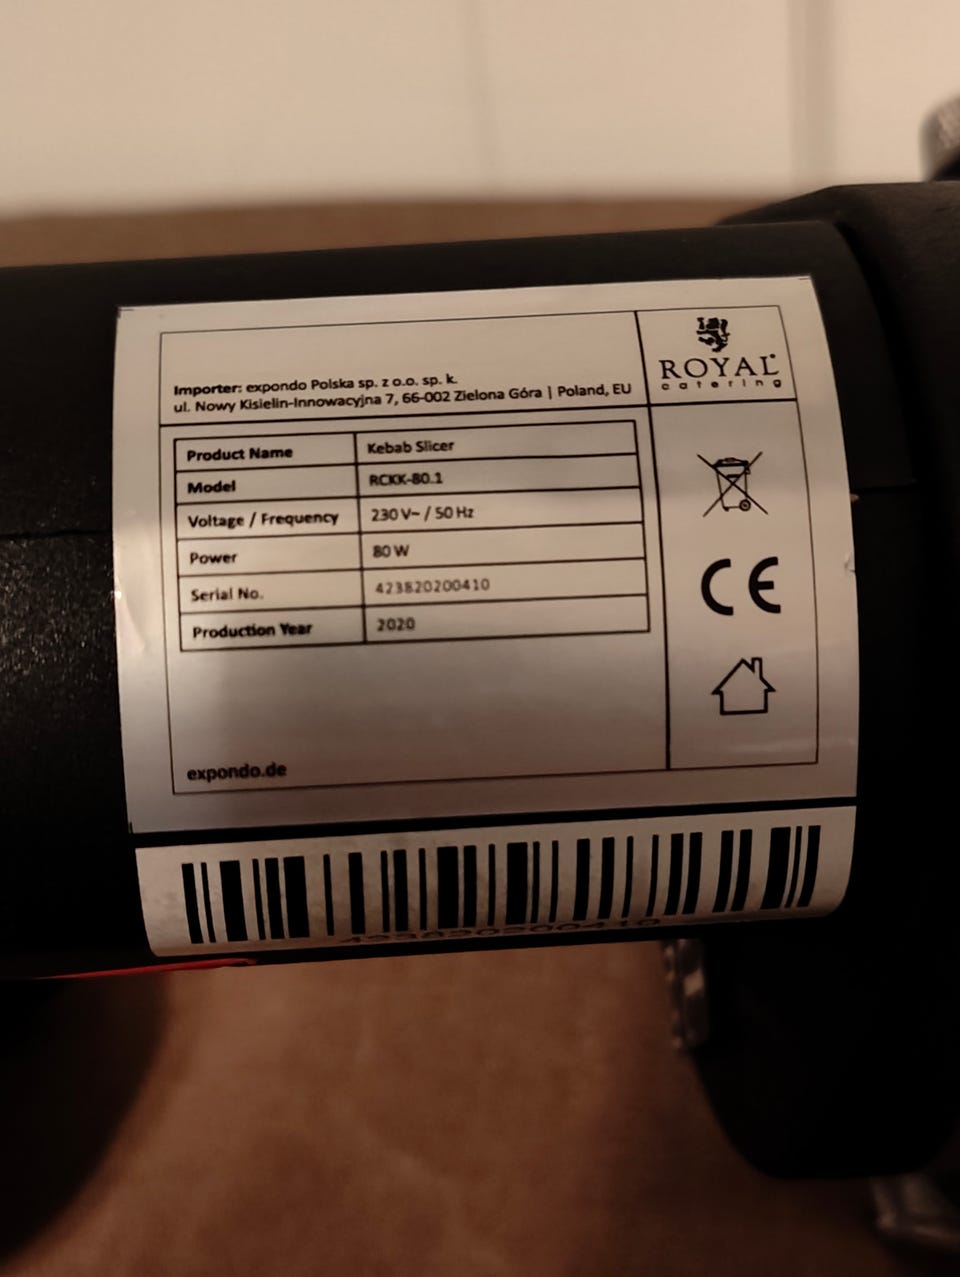 Importer: expondo Polska sp. z o.o. sp. k.
ul. Nowy Kisielin-Innowacyjna 7, 66-002 Zielona Góra | Poland, EU
ROYAL
catering
Product Name Kebab Slicer
Model RCKK-80.1
Voltage / Frequency 230 V~ / 50 Hz
Power 80 W
Serial No. 423820200410
Production Year 2020
CE
expondo.de
423820200410